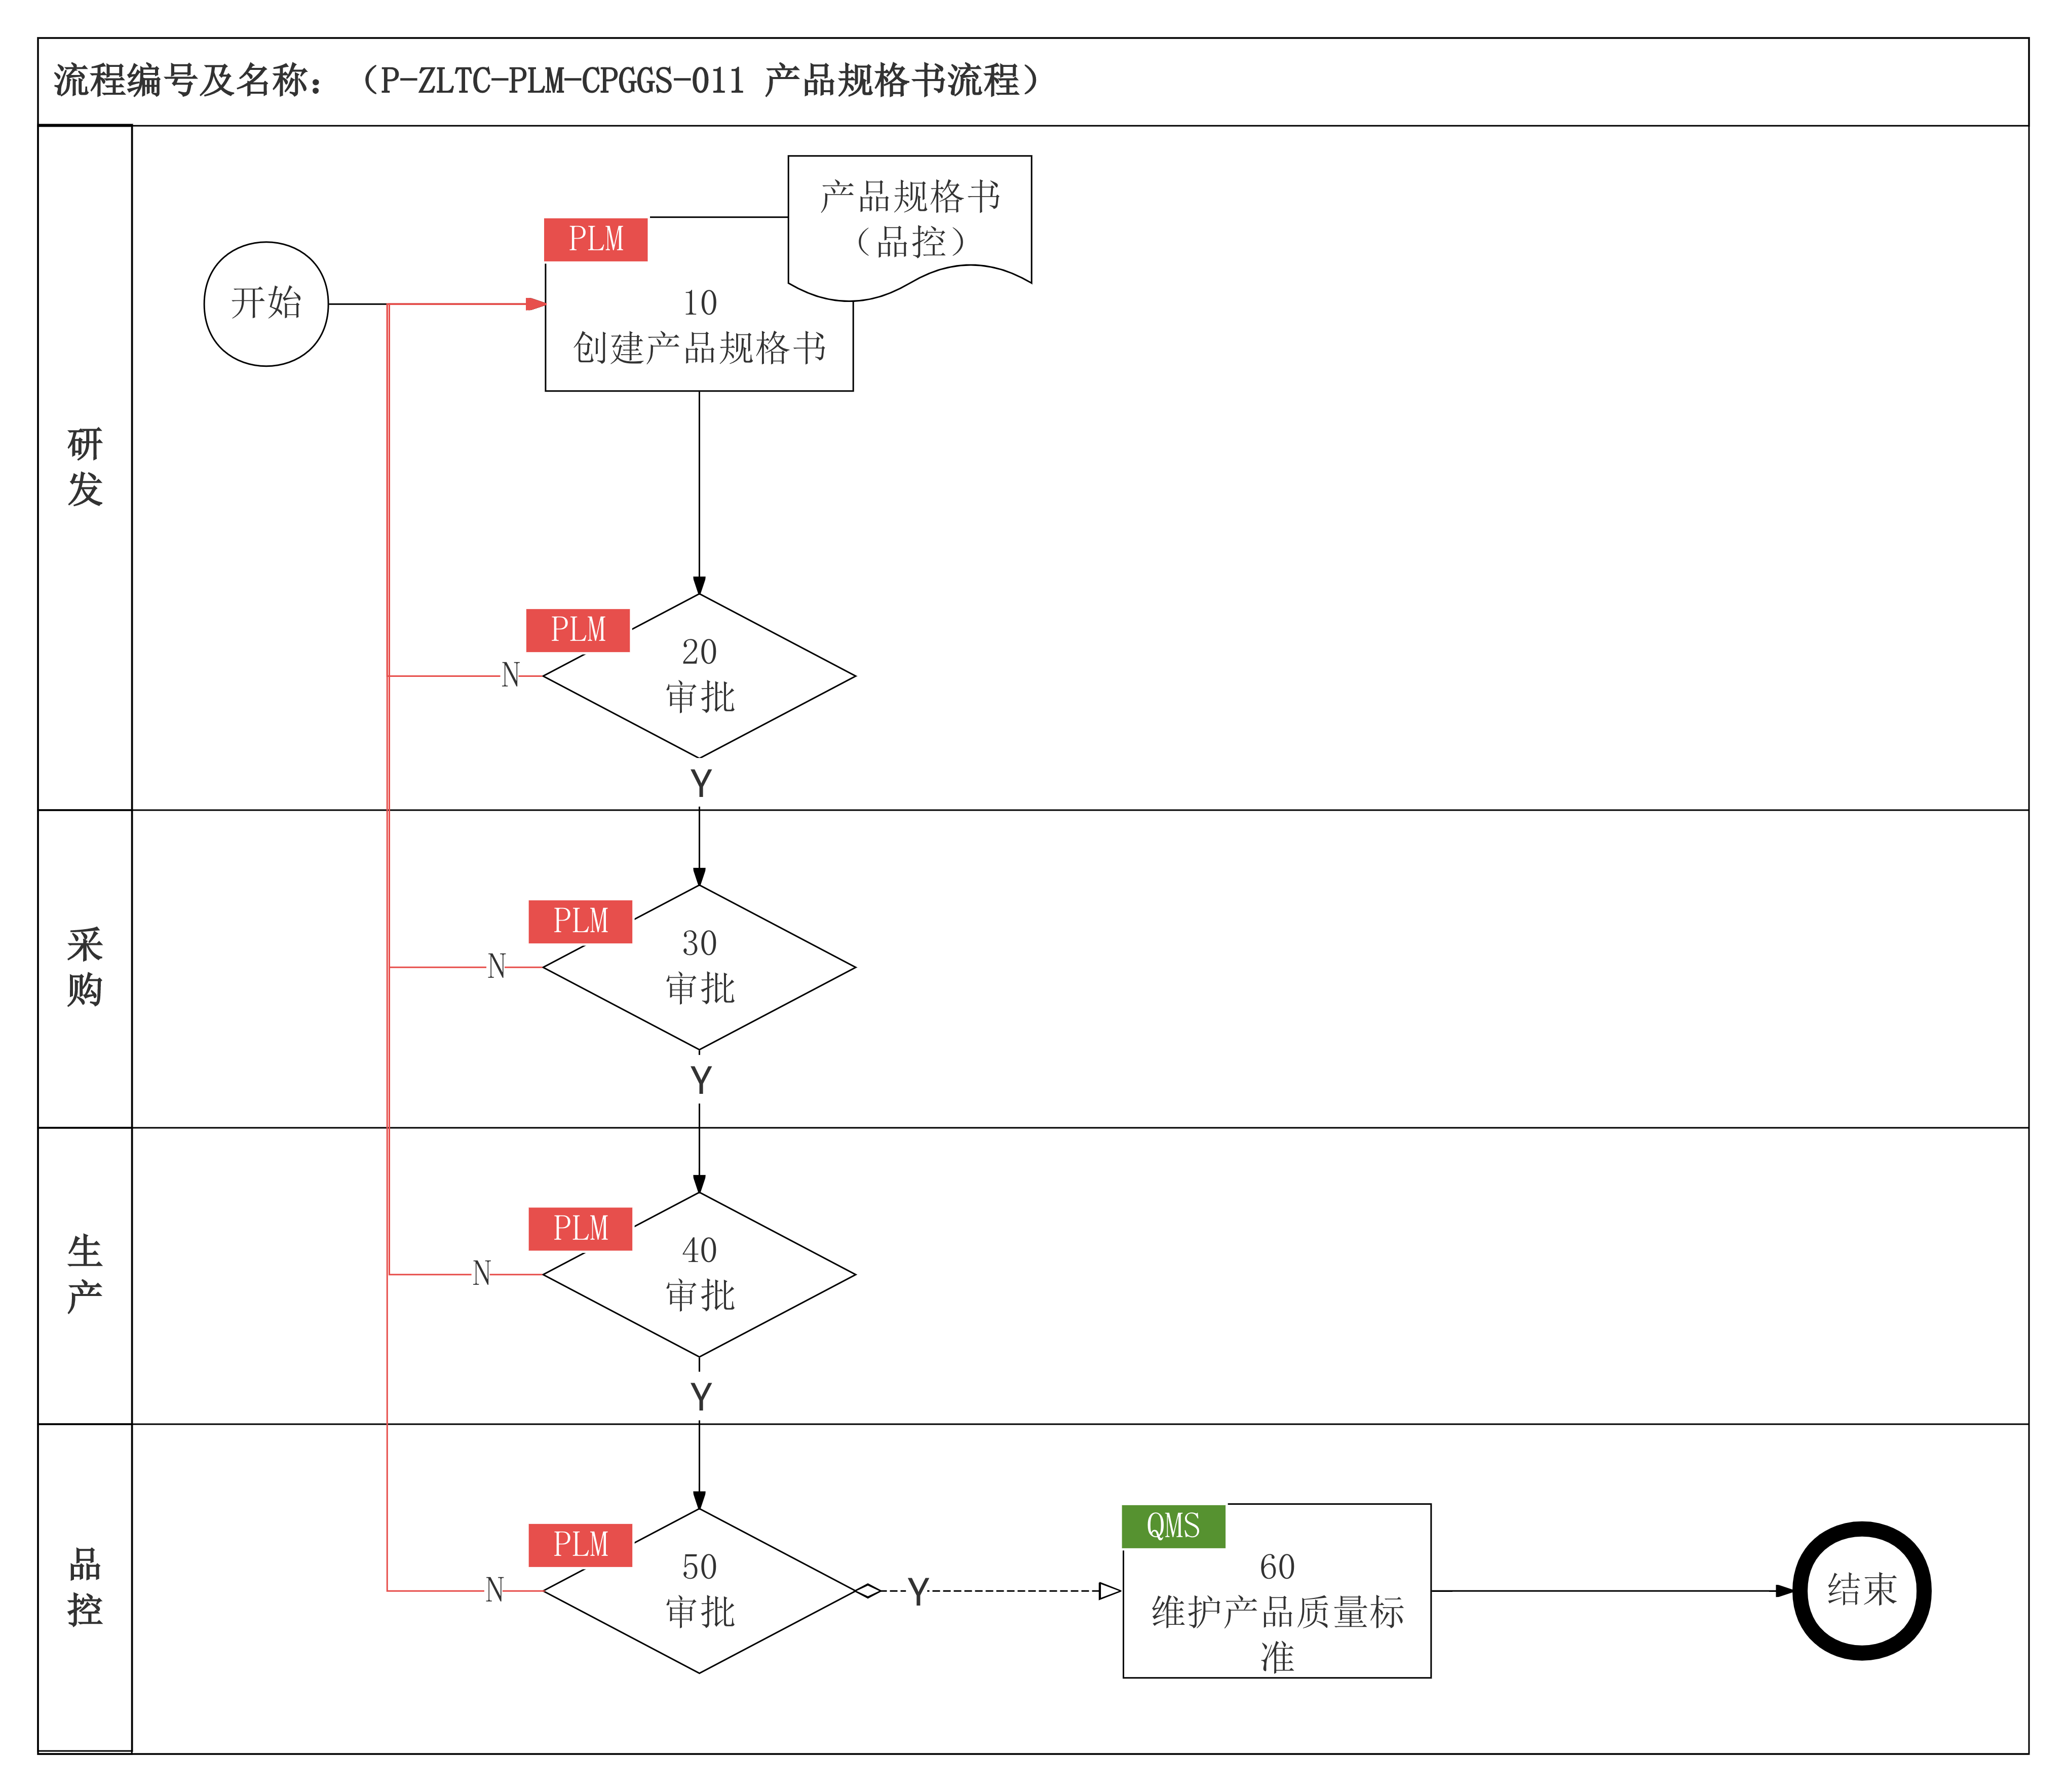 流程编号及名称：（P-ZLTC-PLM-CPGGS-011 产品规格书流程）
研
发
产品规格书
（品控）
PLM
开始
10
创建产品规格书
PLM
20
审批
N
Y
采
购
PLM
30
审批
N
Y
生
产
PLM
40
审批
N
Y
品
控
PLM
50
审批
N
Y
QMS
60
维护产品质量标
准
结束